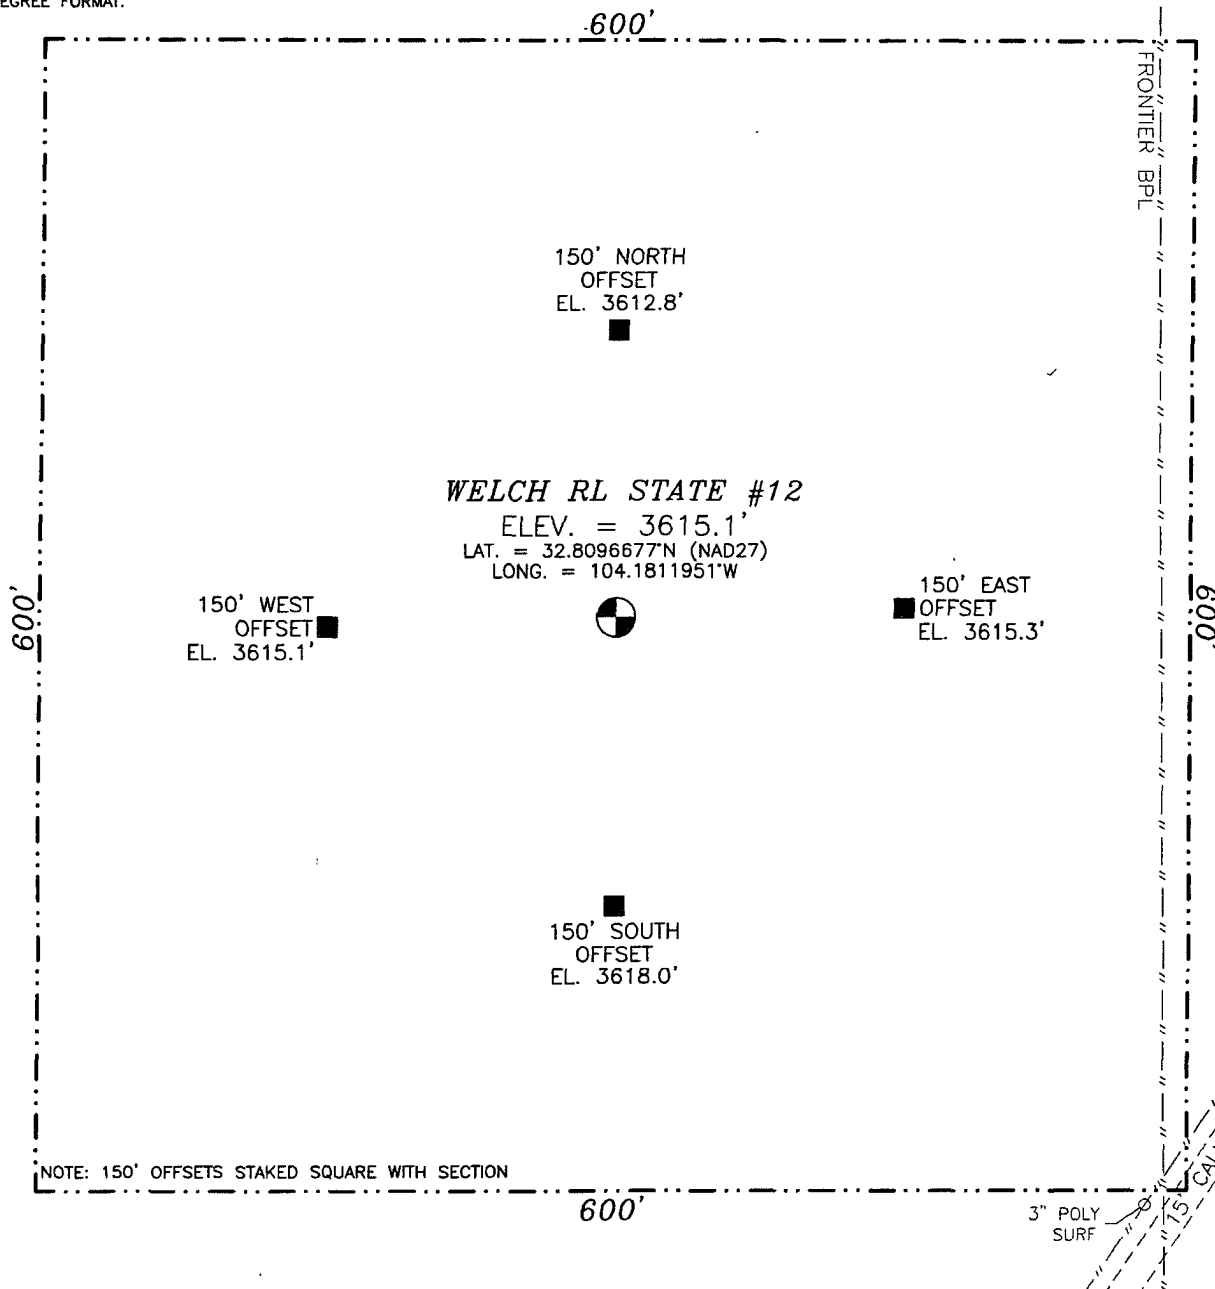 FORMAT.
600'
FRONTIER BPL
150' NORTH
OFFSET
EL. 3612.8'
WELCH RL STATE #12
ELEV. = 3615.1'
LAT. = 32.8096677°N (NAD27)
LONG. = 104.1811951°W
600'
150' WEST
OFFSET
EL. 3615.1'
150' EAST
OFFSET
EL. 3615.3'
600'
150' SOUTH
OFFSET
EL. 3618.0'
NOTE: 150' OFFSETS STAKED SQUARE WITH SECTION
600'
3" POLY
SURF
15'